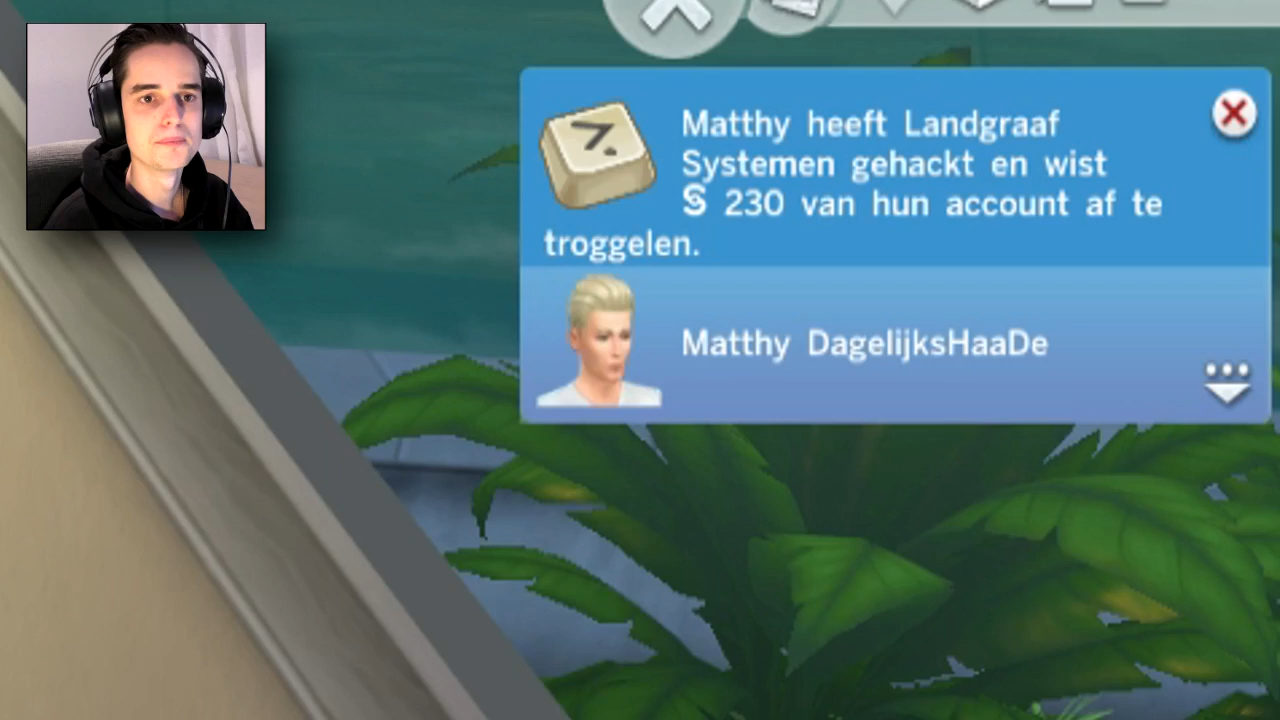 Matthy heeft Landgraaf
Systemen gehackt en wist
§ 230 van hun account af te
troggelen.
Matthy DagelijksHaaDe